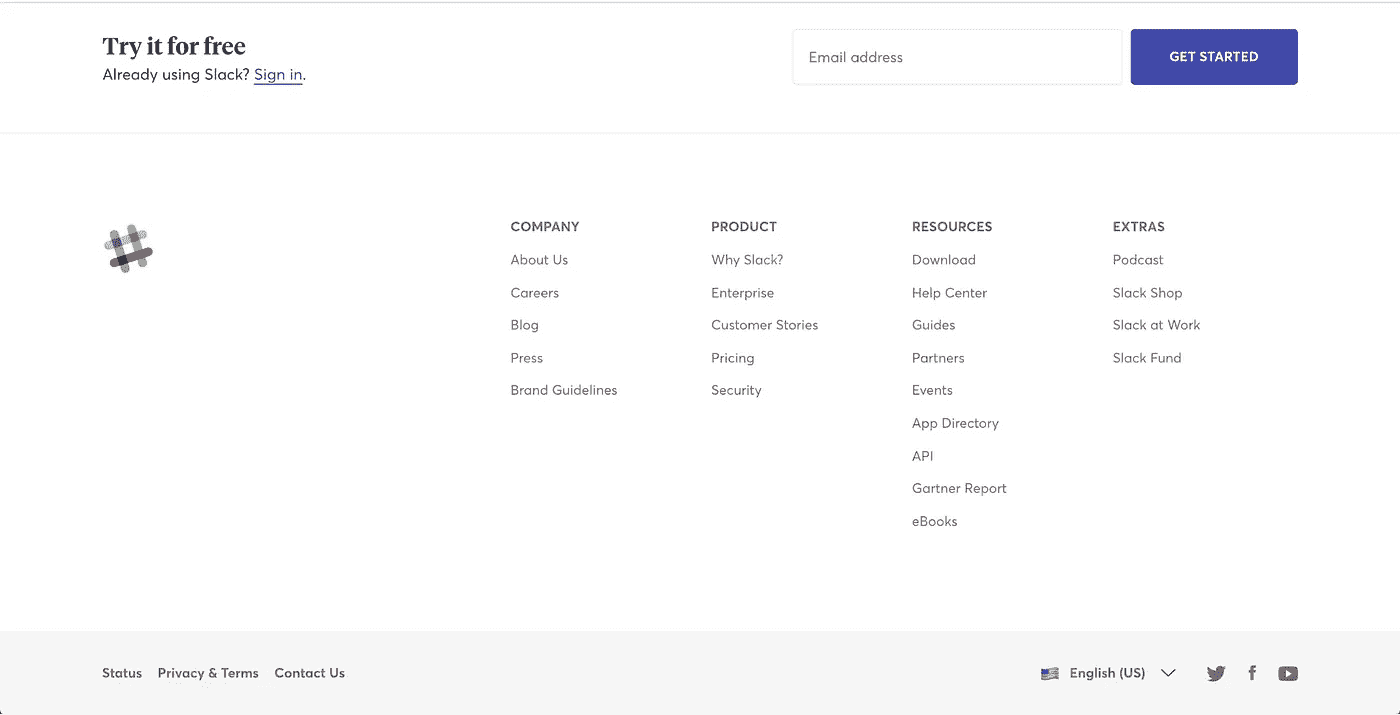 Try it for free
Already using Slack? Sign in.
Email address
GET STARTED
COMPANY
About Us
Careers
Blog
Press
Brand Guidelines
PRODUCT
Why Slack?
Enterprise
Customer Stories
Pricing
Security
RESOURCES
Download
Help Center
Guides
Partners
Events
App Directory
API
Gartner Report
eBooks
EXTRAS
Podcast
Slack Shop
Slack at Work
Slack Fund
Status
Privacy & Terms
Contact Us
English (US)